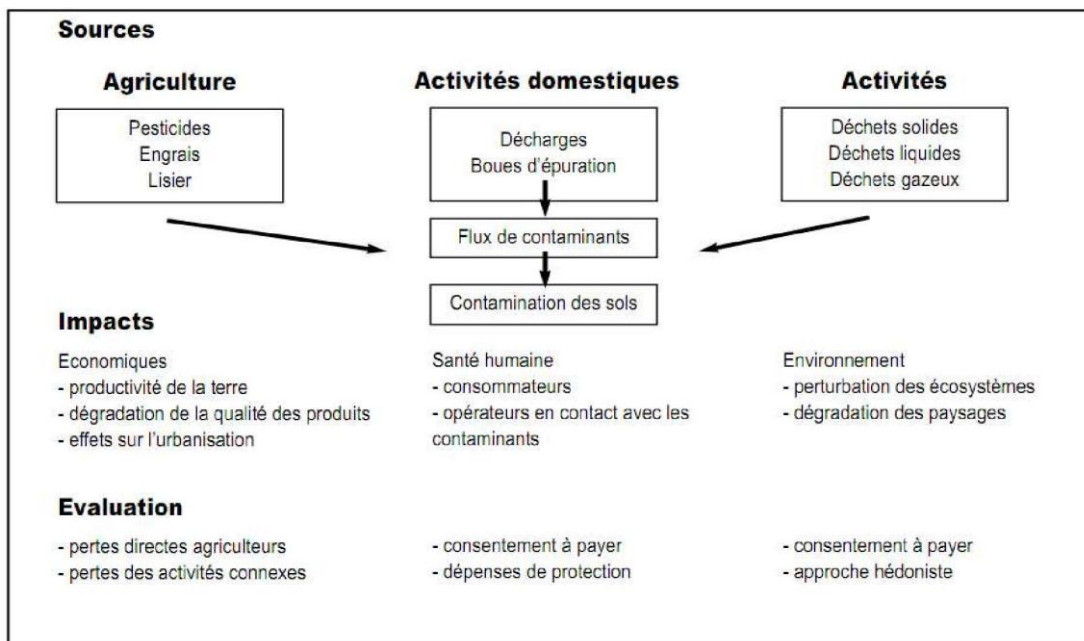 Sources
Agriculture
Pesticides
Engrais
Lisier
Activités domestiques
Décharges
Boues d'épuration
Activités
Déchets solides
Déchets liquides
Déchets gazeux
Flux de contaminants
Contamination des sols
Impacts
Economiques
- productivité de la terre
- dégradation de la qualité des produits
- effets sur l'urbanisation
Santé humaine
- consommateurs
- opérateurs en contact avec les
contaminants
Environnement
- perturbation des écosystèmes
- dégradation des paysages
Evaluation
- pertes directes agriculteurs
- pertes des activités connexes
- consentement à payer
- dépenses de protection
- consentement à payer
- approche hédoniste